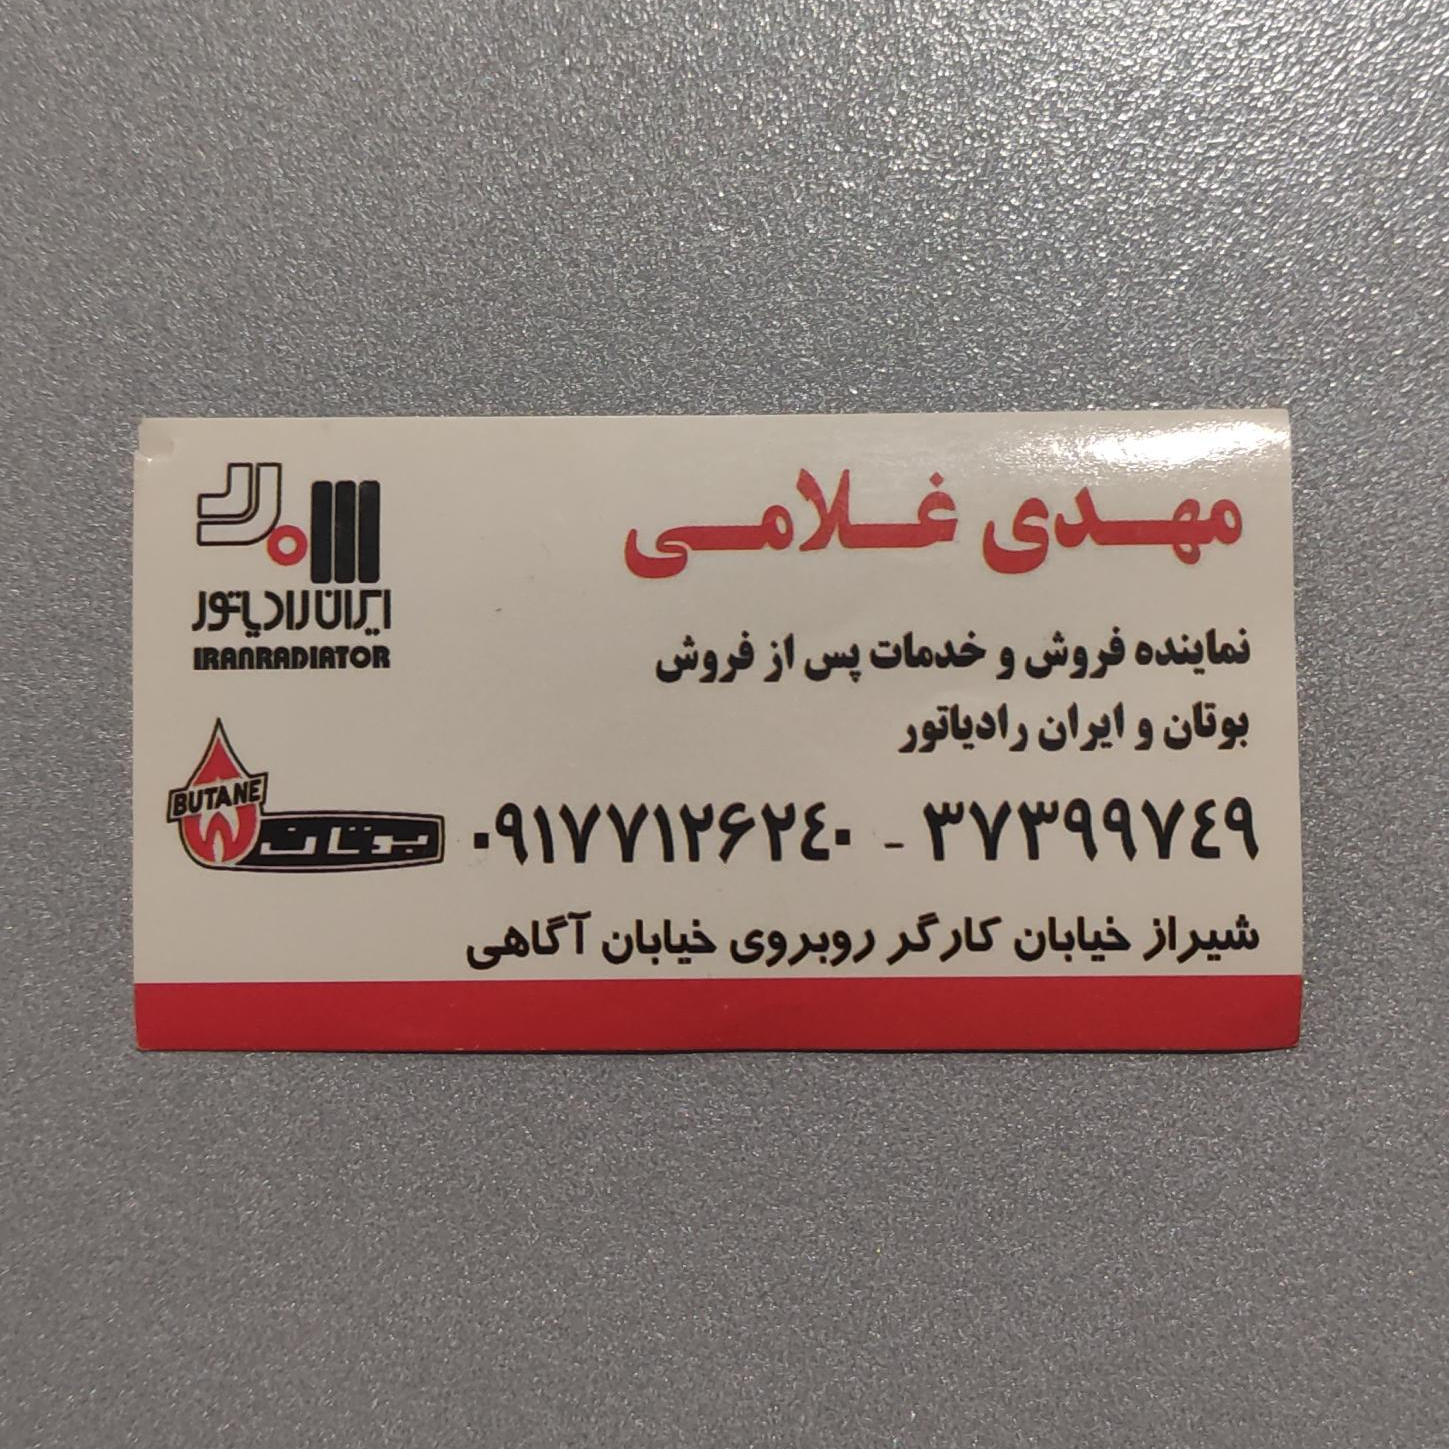 مهدی غلامی
نماینده فروش و خدمات پس از فروش
بوتان و ایران رادیاتور
۰۹۱۷۷۱۲۶۲۴۰ - ۳۷۳۹۹۷۴۹
شیراز خیابان کارگر روبروی خیابان آگاهی
ایران رادیاتور
IRANRADIATOR
BUTANE
بوتان